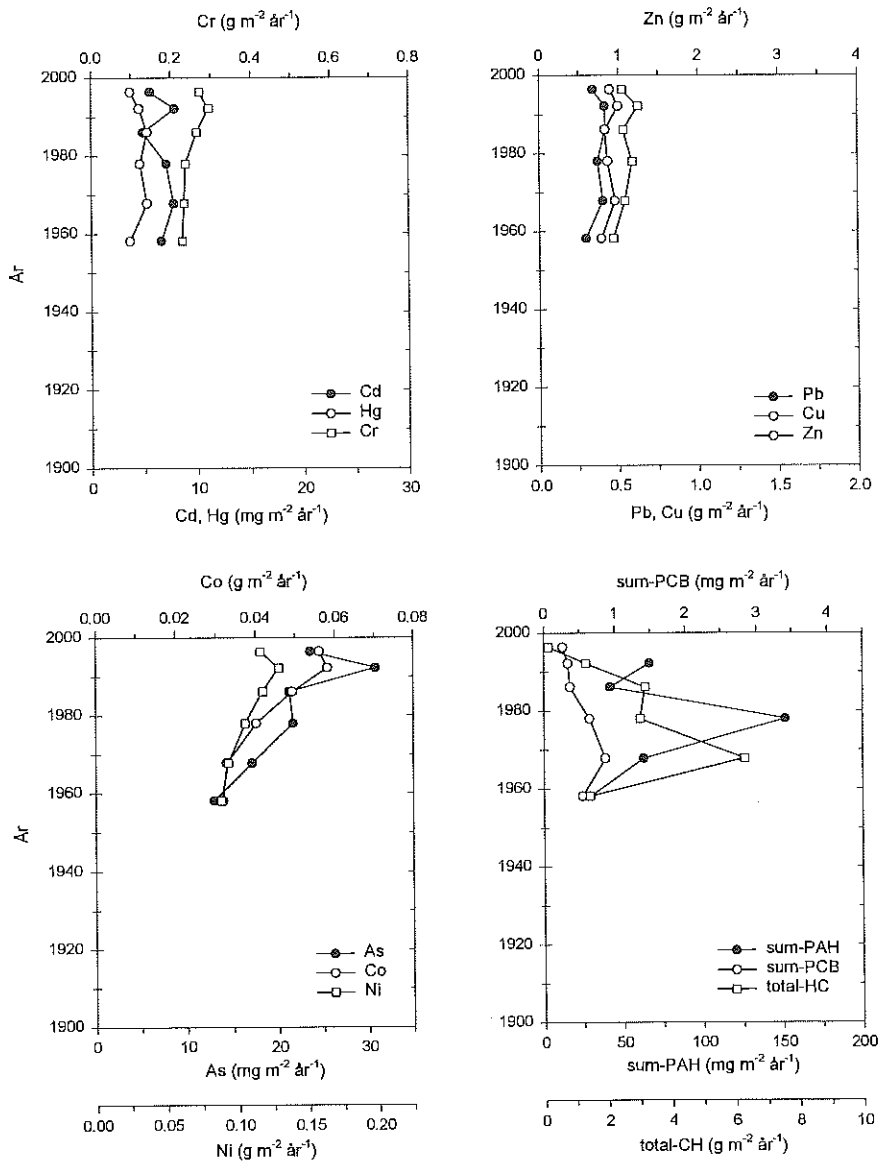 Cr (g m⁻² år⁻¹)
0.0 0.2 0.4 0.6 0.8
2000
1980
1960
1940
1920
1900
Ar
Cd
Hg
Cr
0 10 20 30
Cd, Hg (mg m⁻² år⁻¹)
Zn (g m⁻² år⁻¹)
0 1 2 3 4
2000
1980
1960
1940
1920
1900
Pb
Cu
Zn
0.0 0.5 1.0 1.5 2.0
Pb, Cu (g m⁻² år⁻¹)
Co (g m⁻² år⁻¹)
0.00 0.02 0.04 0.06 0.08
2000
1980
1960
1940
1920
1900
Ar
As
Co
Ni
0 10 20 30
As (mg m⁻² år⁻¹)
0.00 0.05 0.10 0.15 0.20
Ni (g m⁻² år⁻¹)
sum-PCB (mg m⁻² år⁻¹)
0 1 2 3 4
2000
1980
1960
1940
1920
1900
sum-PAH
sum-PCB
total-HC
0 50 100 150 200
sum-PAH (mg m⁻² år⁻¹)
0 2 4 6 8 10
total-CH (g m⁻² år⁻¹)